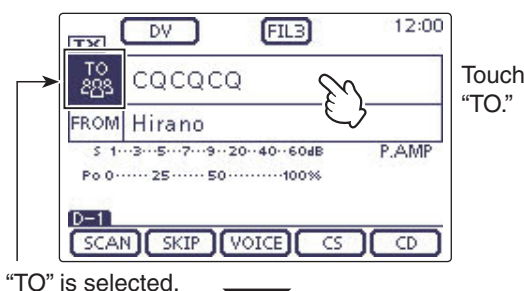 DV FIL3 12:00
TX
TO CQCQCQ
Touch
“TO.”
FROM Hirano
S 1···3···5···7···9··20··40··60dB P.AMP
Po 0······25······50··········100%
D-1
SCAN SKIP VOICE CS CD
“TO” is selected.